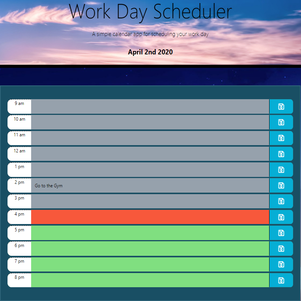 Work Day Scheduler
A simple calendar app for scheduling your work day
April 2nd 2020
9 am
10 am
11 am
12 am
1 pm
2 pm Go to the Gym
3 pm
4 pm
5 pm
6 pm
7 pm
8 pm